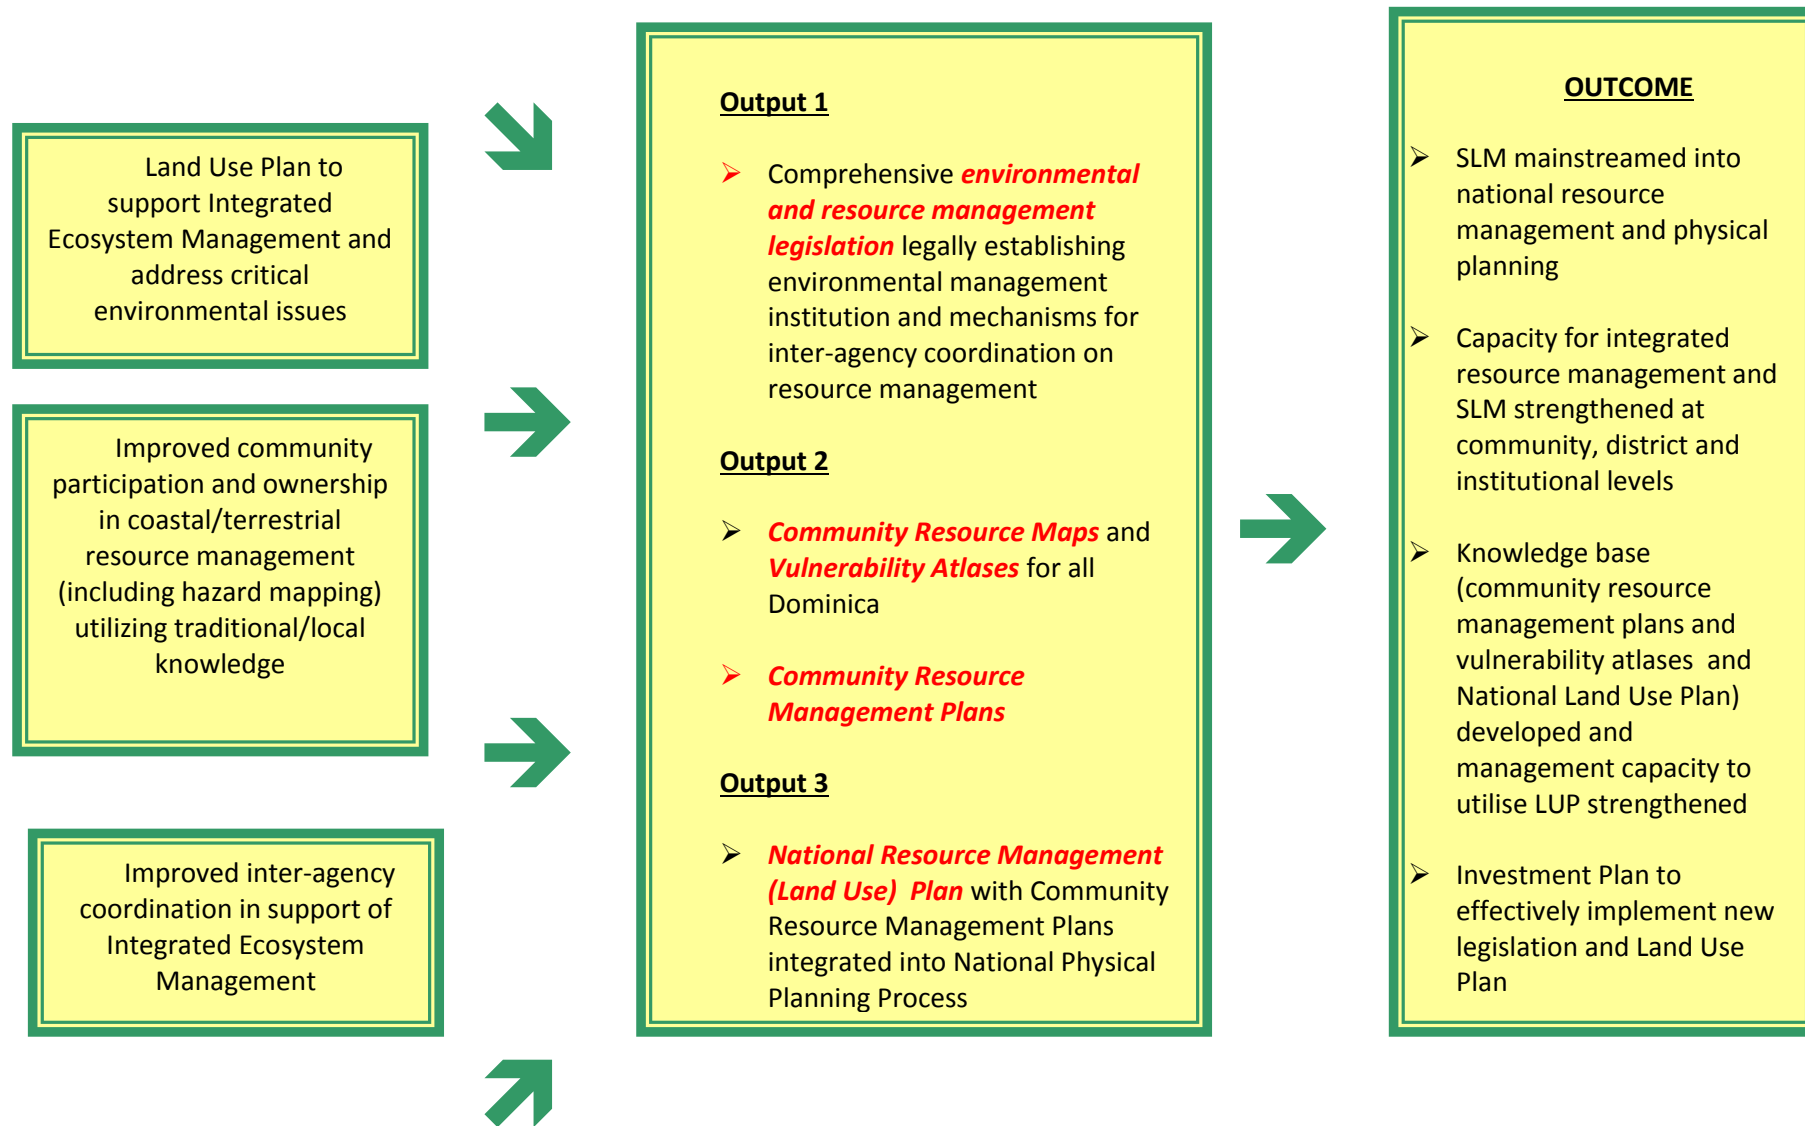 Land Use Plan to
support Integrated
Ecosystem Management and
address critical
environmental issues
Improved community
participation and ownership
in coastal/terrestrial
resource management
(including hazard mapping)
utilizing traditional/local
knowledge
Improved inter-agency
coordination in support of
Integrated Ecosystem
Management
Output 1
Comprehensive environmental
and resource management
legislation legally establishing
environmental management
institution and mechanisms for
inter-agency coordination on
resource management
Output 2
Community Resource Maps and
Vulnerability Atlases for all
Dominica
Community Resource
Management Plans
Output 3
National Resource Management
(Land Use)  Plan with Community
Resource Management Plans
integrated into National Physical
Planning Process
OUTCOME
SLM mainstreamed into
national resource
management and physical
planning
Capacity for integrated
resource management and
SLM strengthened at
community, district and
institutional levels
Knowledge base
(community resource
management plans and
vulnerability atlases  and
National Land Use Plan)
developed and
management capacity to
utilise LUP strengthened
Investment Plan to
effectively implement new
legislation and Land Use
Plan